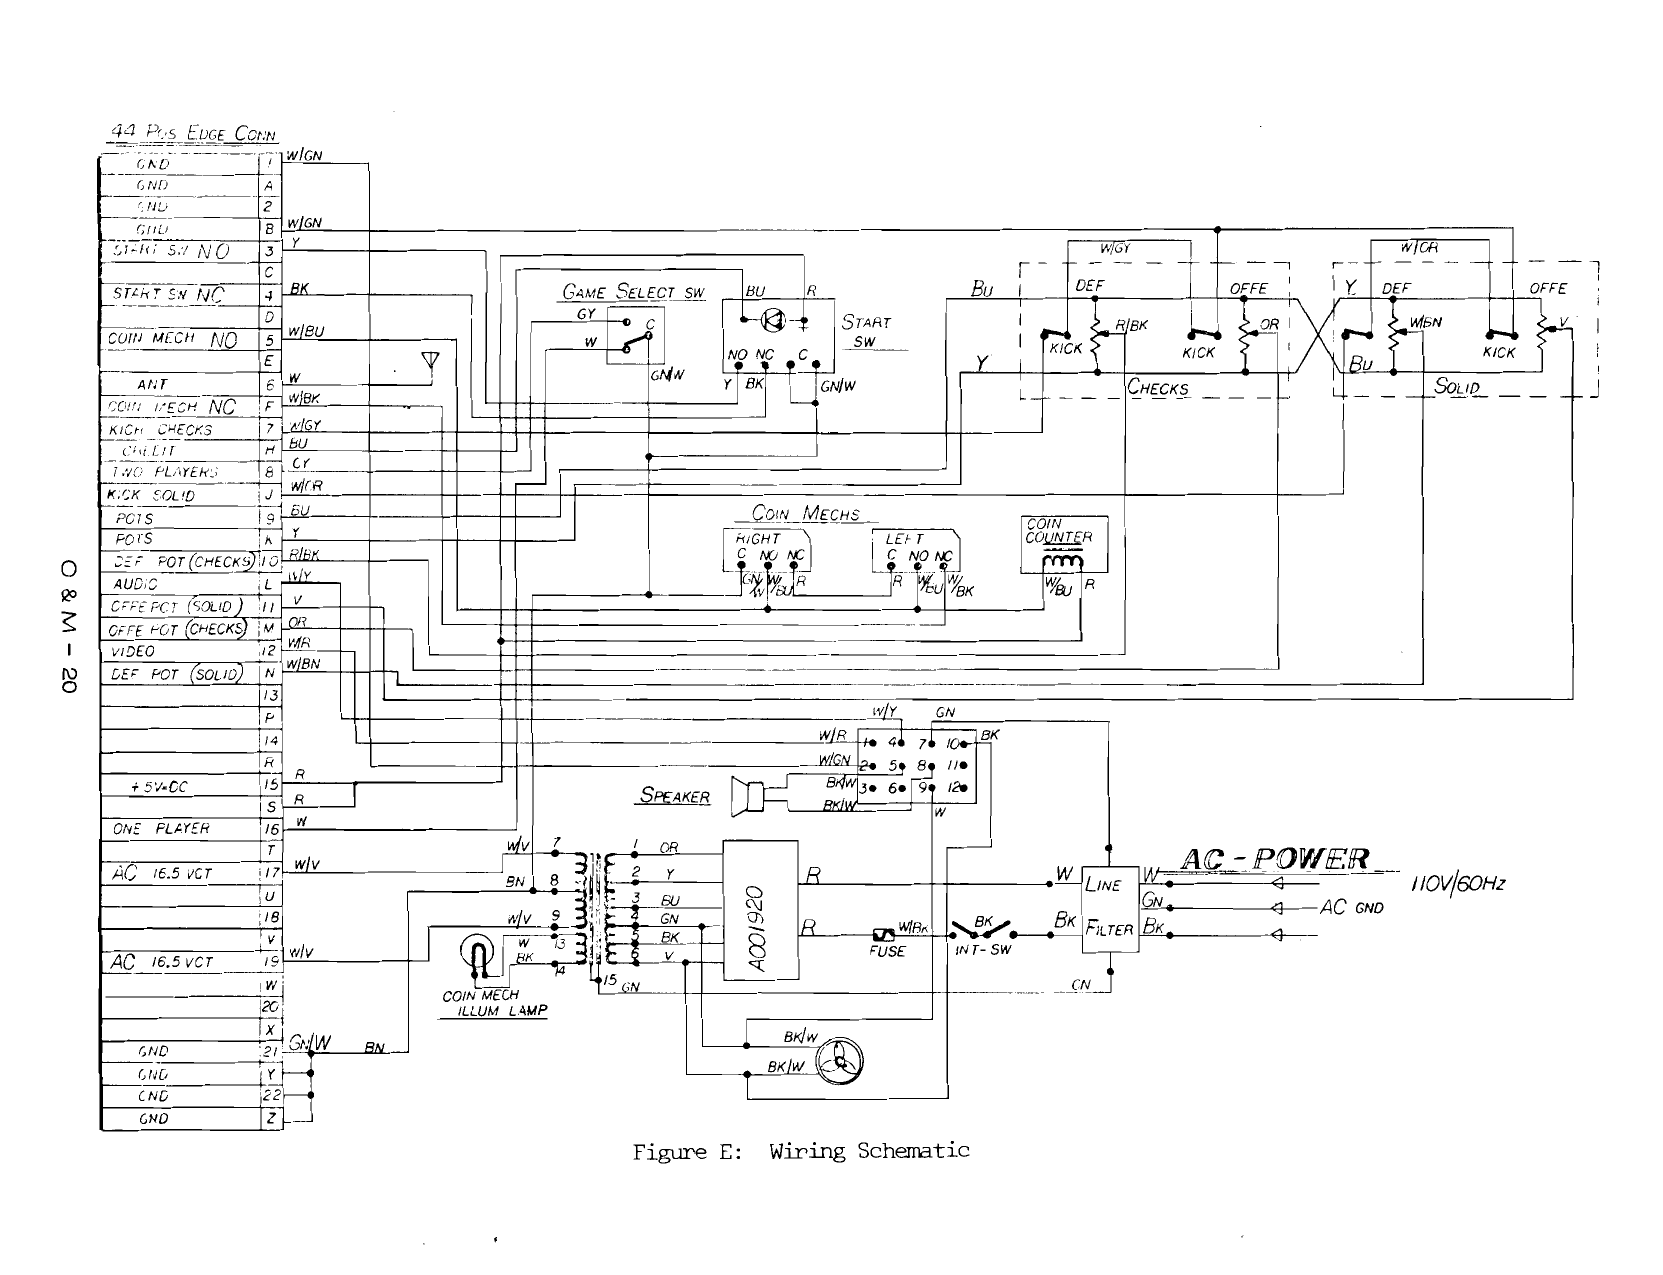 44 Pos Edge Conn
GND 1 W/GN
GND A
GND 2
GND B W/GN
START SW NO 3 Y
C
START SW NC 4 BK
D
COIN MECH NO 5 W/BU
E
ANT 6 W
COIN MECH NC F W/BK
KICK CHECKS 7 W/GY
CREDIT H BU
TWO PLAYERS 8 GY
KICK SOLID J W/OR
POTS 9 BU
POTS K Y
DEF POT (CHECKS) 10 R/BK
AUDIO L W/Y
OFFE POT (SOLID) 11 V
OFFE POT (CHECKS) M OR
VIDEO 12 W/R
DEF POT (SOLID) N W/BN
13
P
14
R
+5V-DC 15 R
S R
ONE PLAYER 16 W
T
AC 16.5 VCT 17 W/V
U
18
V
AC 16.5 VCT 19 W/V
W
20
X
GND 21 GN/W BN
GND Y
GND 22
GND Z
GAME SELECT SW
GY C
W
GN/W
BU R
START
SW
NO NC C
Y BK GN/W
BU
Y
W/GY
DEF OFFE
R/BK OR
KICK KICK
CHECKS
W/OR
Y DEF OFFE
W/BN V
KICK
BU SOLID
COIN MECHS
RIGHT
C NO NC
GN/W W/BU R
LEFT
C NO NC
R W/BU W/BK
COIN
COUNTER
W/BU R
W/Y GN
W/R 1 4 7 10 BK
W/GN 2 5 8 11
BK/W 3 6 9 12
BK/W W
SPEAKER
W/V 7
BN 8
W/V 9
W 13
BK 14
COIN MECH
ILLUM LAMP
1 OR
2 Y
3 BU
4 GN
5 BK
6 V
15 GN
A001920
R
R
FUSE
W/BK
BK
INT-SW
W
BK
LINE
FILTER
GN
W
GN
BK
AC-POWER
110V/60Hz
AC GND
BK/W
BK/W
O & M - 20
Figure E: Wiring Schematic